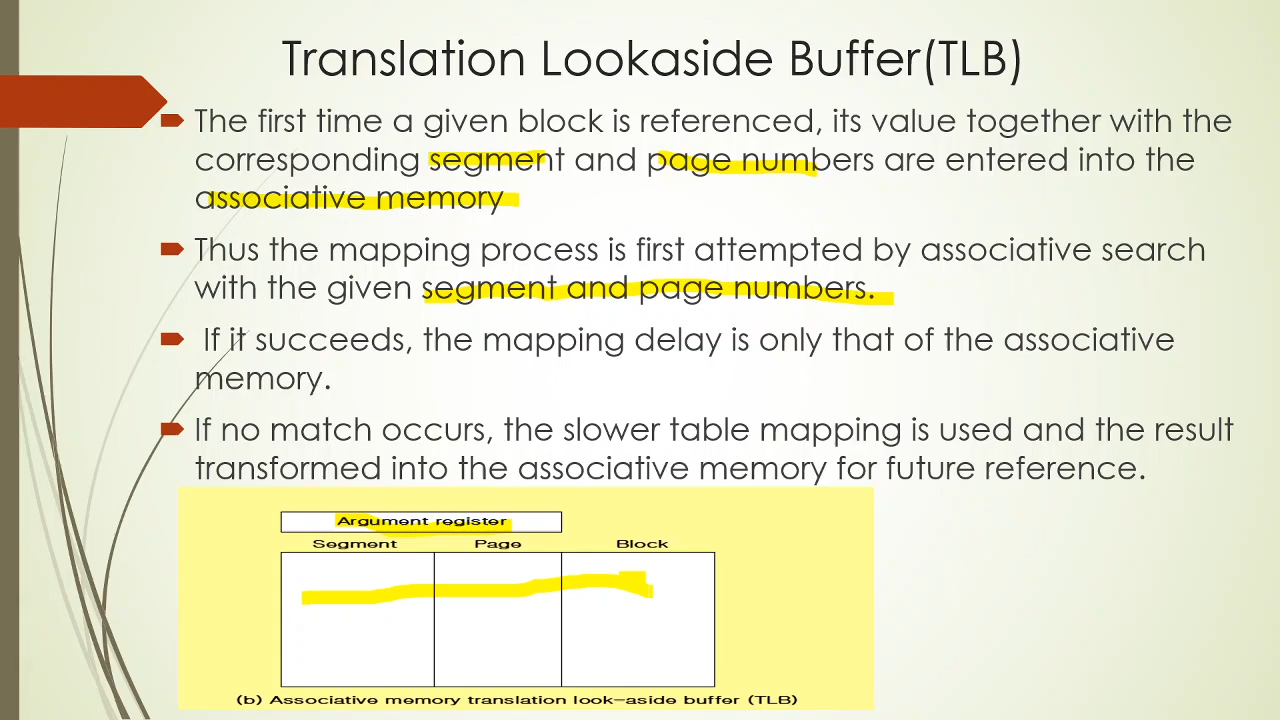 Translation Lookaside Buffer(TLB)
The first time a given block is referenced, its value together with the
corresponding segment and page numbers are entered into the
associative memory
Thus the mapping process is first attempted by associative search
with the given segment and page numbers.
If it succeeds, the mapping delay is only that of the associative
memory.
If no match occurs, the slower table mapping is used and the result
transformed into the associative memory for future reference.
Argument register
Segment Page Block
(b) Associative memory translation look-aside buffer (TLB)